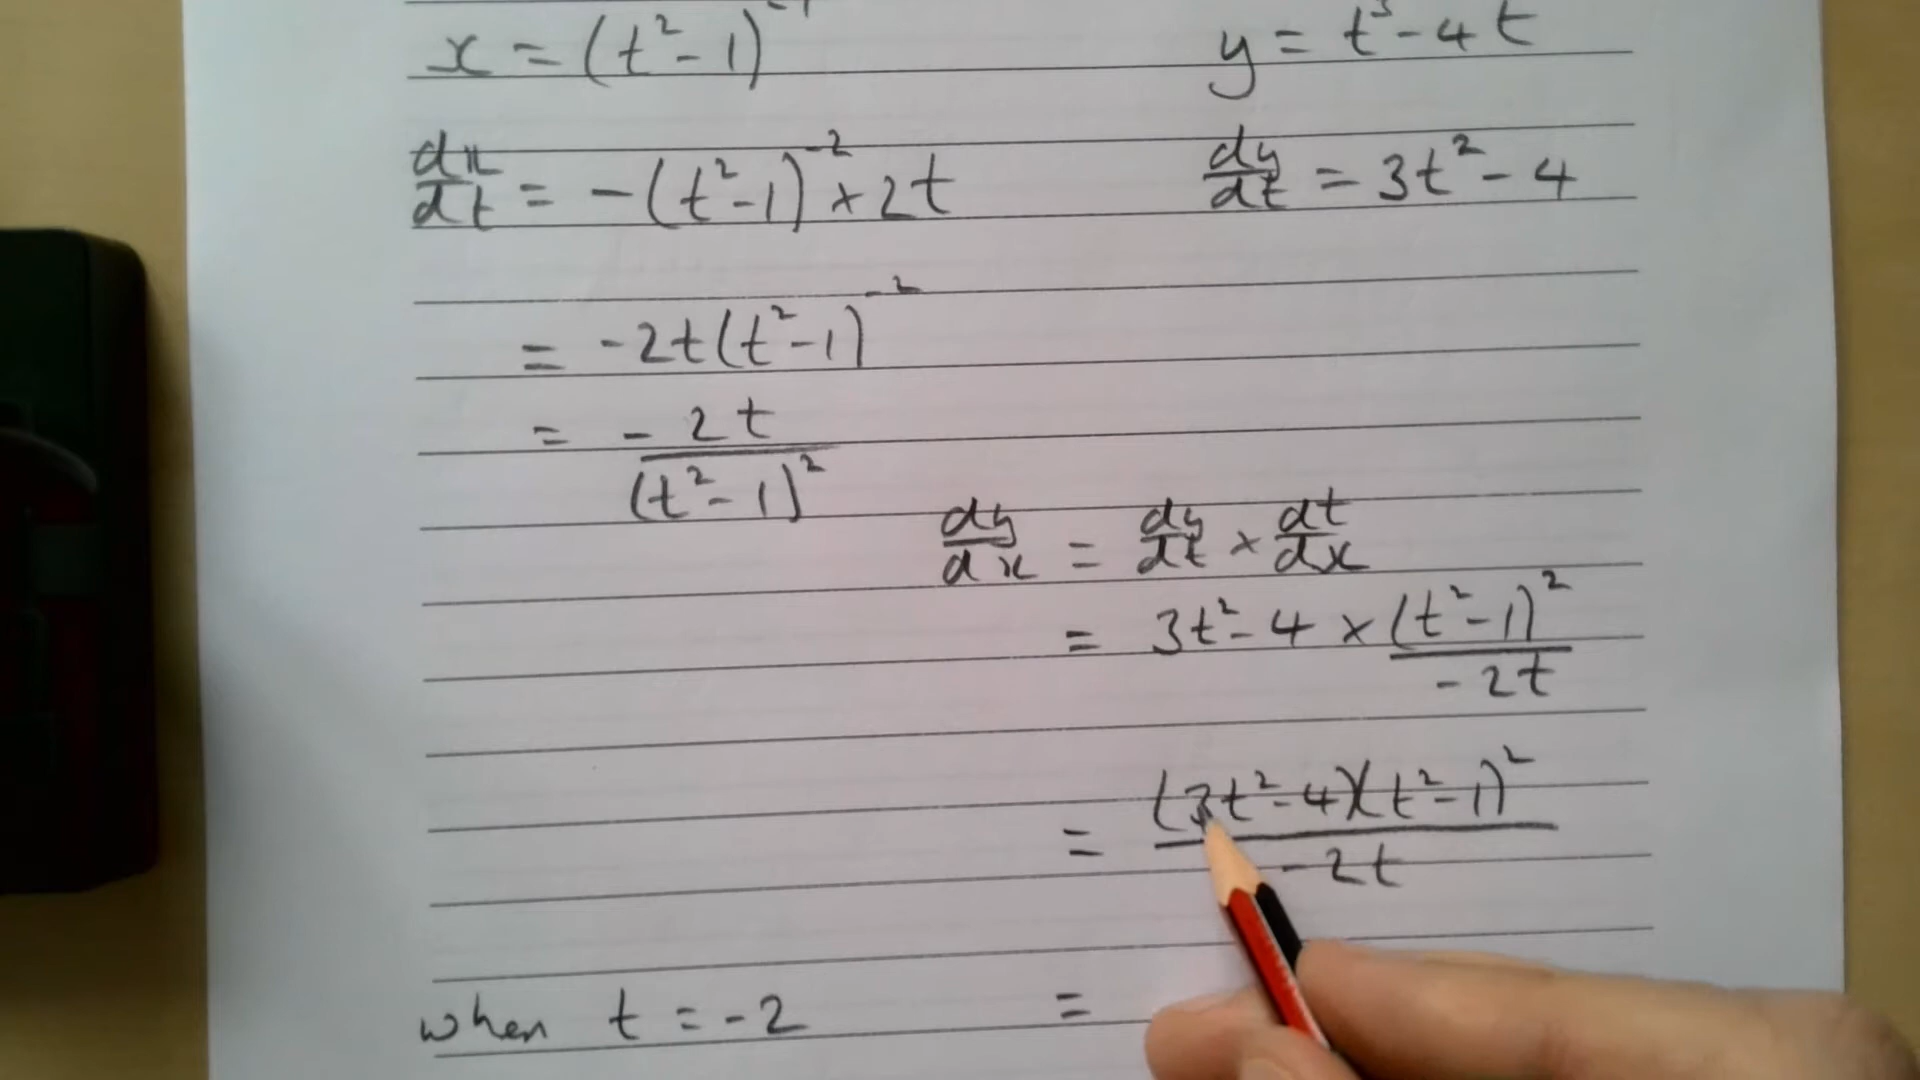 x = (t² - 1)⁻¹
y = t³ - 4t
dx/dt = -(t² - 1)⁻² × 2t
dy/dt = 3t² - 4
= -2t(t² - 1)⁻²
= -2t/(t² - 1)²
dy/dx = dy/dt × dt/dx
= 3t² - 4 × (t² - 1)²/-2t
= (3t² - 4)(t² - 1)²/-2t
when t = -2 =